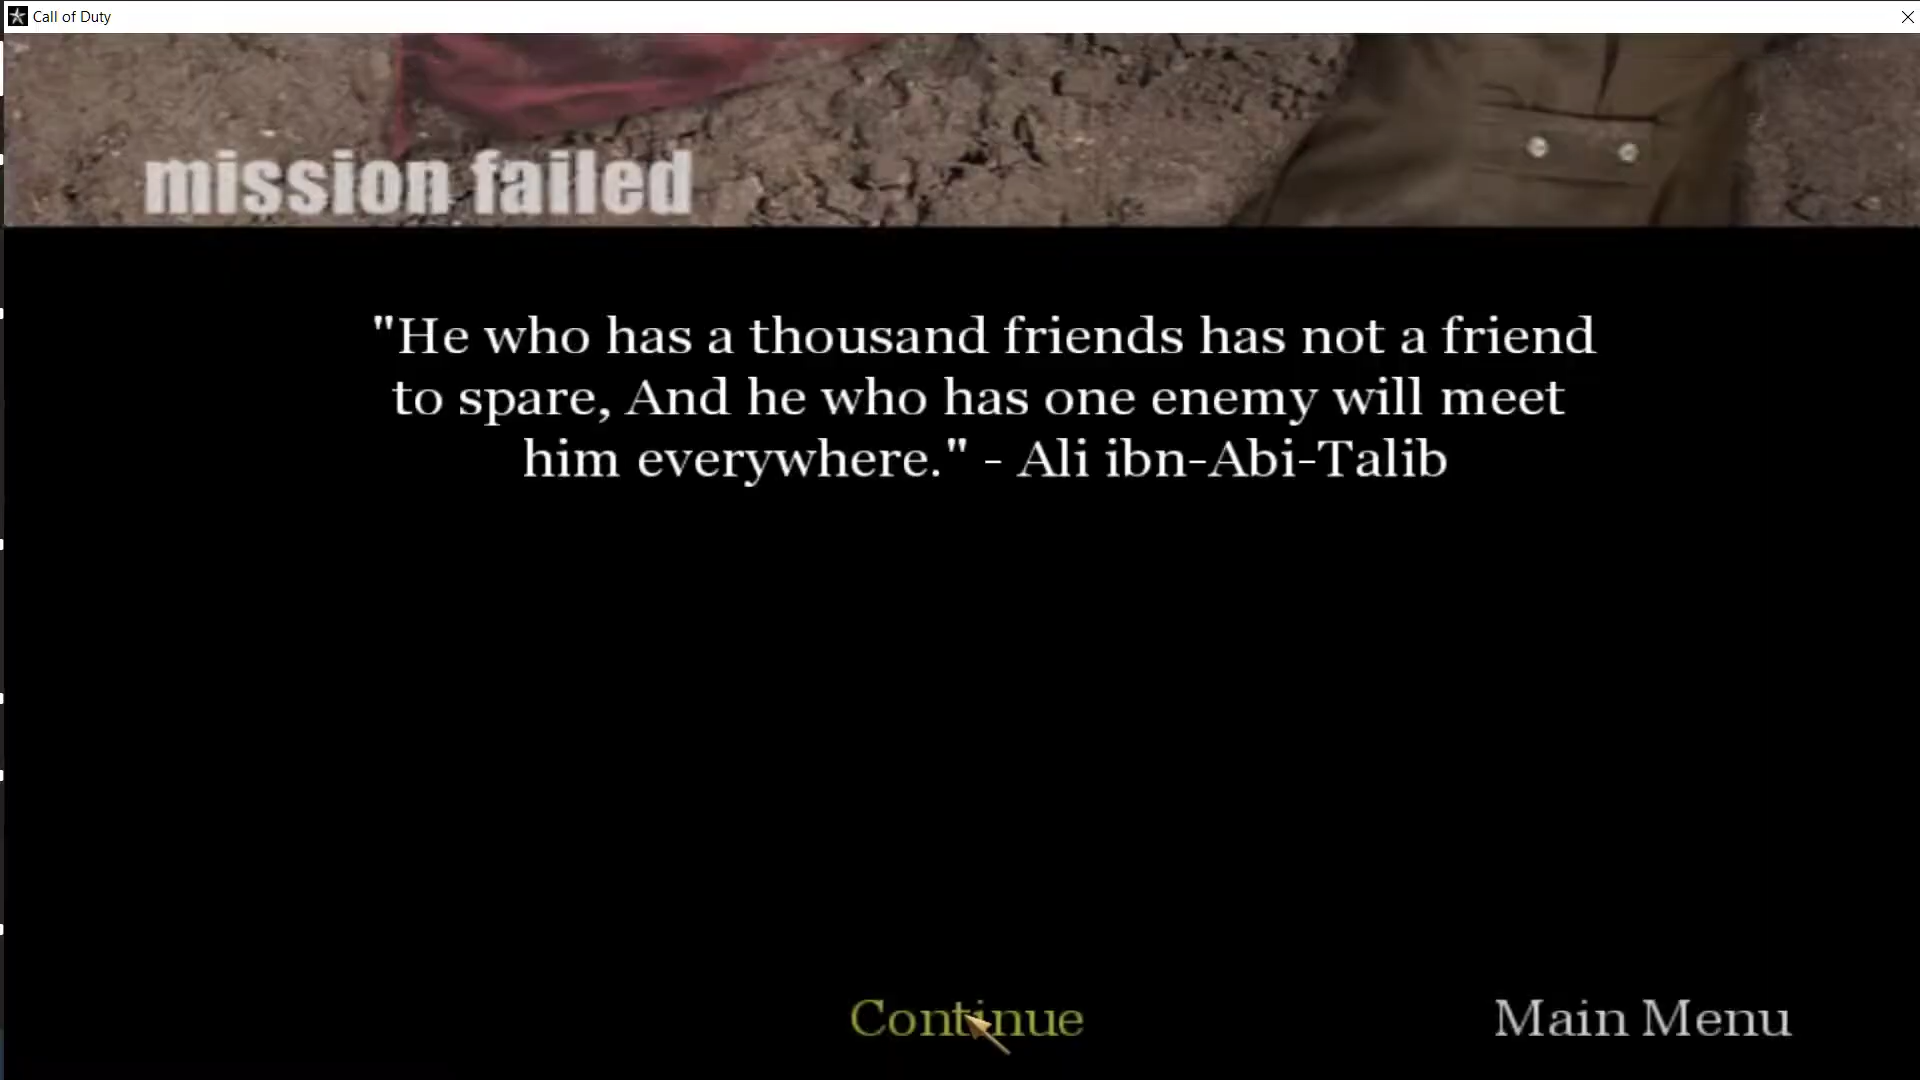 Call of Duty
mission failed
"He who has a thousand friends has not a friend
to spare, And he who has one enemy will meet
him everywhere." - Ali ibn-Abi-Talib
Continue
Main Menu